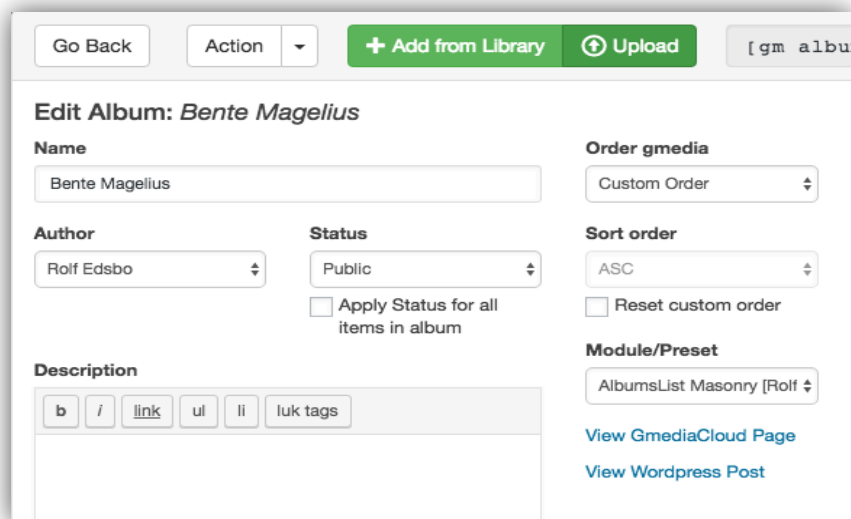 Go Back Action + Add from Library Upload [gm albu
Edit Album: Bente Magelius
Name
Bente Magelius
Order gmedia
Custom Order
Author
Rolf Edsbo
Status
Public
Apply Status for all
items in album
Sort order
ASC
Reset custom order
Module/Preset
AlbumsList Masonry [Rolf
View GmediaCloud Page
View Wordpress Post
Description
b i link ul li luk tags